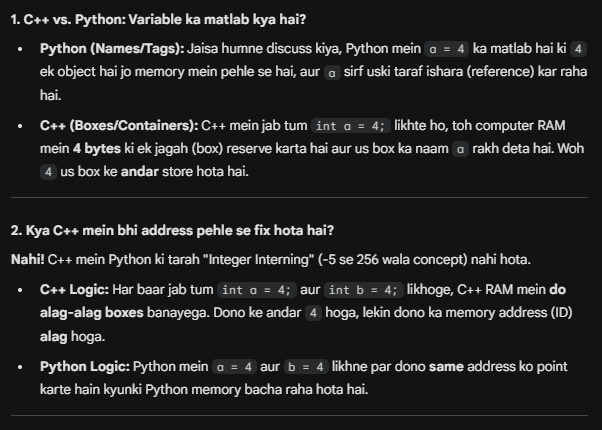 1. C++ vs. Python: Variable ka matlab kya hai?
• Python (Names/Tags): Jaisa humne discuss kiya, Python mein a = 4 ka matlab hai ki 4
ek object hai jo memory mein pehle se hai, aur a sirf uski taraf ishara (reference) kar raha
hai.
• C++ (Boxes/Containers): C++ mein jab tum int a = 4; likhte ho, toh computer RAM
mein 4 bytes ki ek jagah (box) reserve karta hai aur us box ka naam a rakh deta hai. Woh
4 us box ke andar store hota hai.
2. Kya C++ mein bhi address pehle se fix hota hai?
Nahi! C++ mein Python ki tarah "Integer Interning" (-5 se 256 wala concept) nahi hota.
• C++ Logic: Har baar jab tum int a = 4; aur int b = 4; likhoge, C++ RAM mein do
alag-alag boxes banayega. Dono ke andar 4 hoga, lekin dono ka memory address (ID)
alag hoga.
• Python Logic: Python mein a = 4 aur b = 4 likhne par dono same address ko point
karte hain kyunki Python memory bacha raha hota hai.